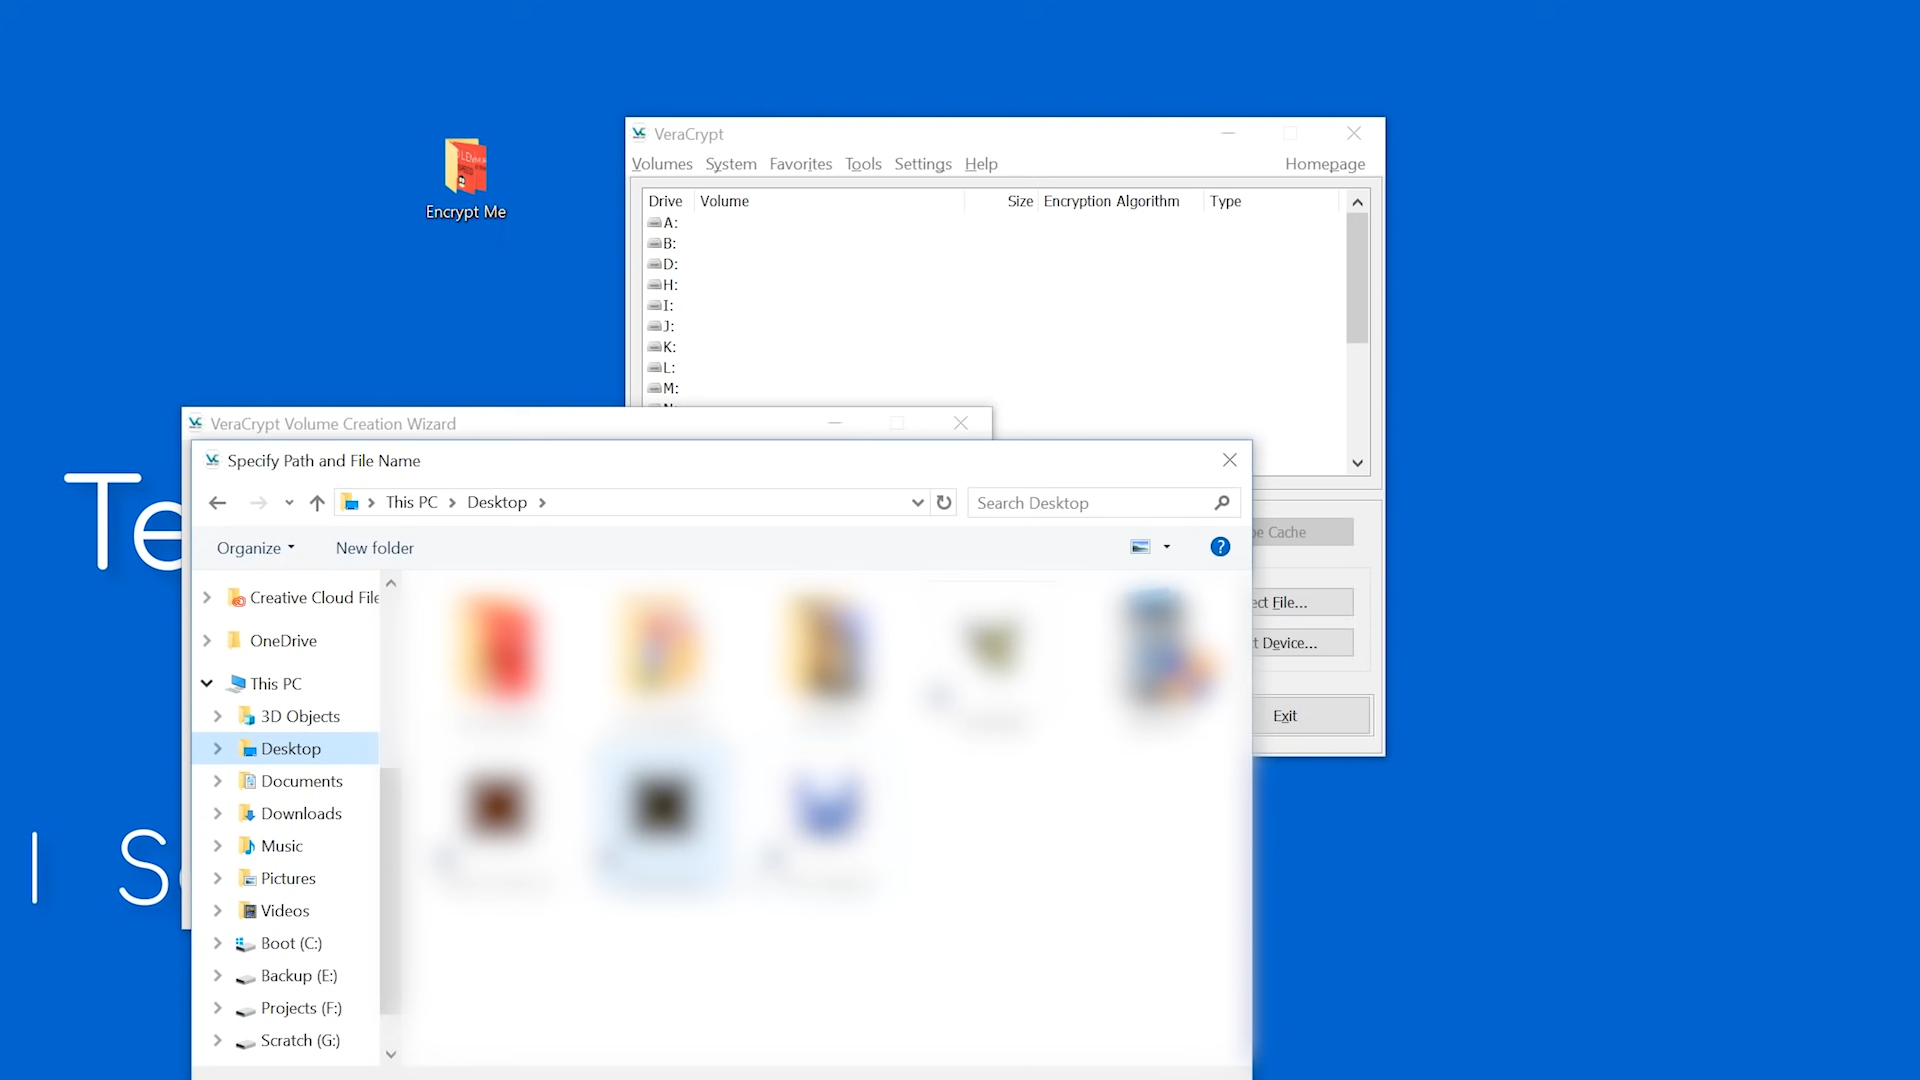 Encrypt Me
VeraCrypt
Volumes System Favorites Tools Settings Help Homepage
Drive Volume Size Encryption Algorithm Type
A:
B:
D:
H:
I:
J:
K:
L:
M:
VeraCrypt Volume Creation Wizard
Specify Path and File Name
This PC Desktop
Search Desktop
Organize New folder
?
Creative Cloud File
OneDrive
This PC
3D Objects
Desktop
Documents
Downloads
Music
Pictures
Videos
Boot (C:)
Backup (E:)
Projects (F:)
Scratch (G:)
Cache
ect File...
t Device...
Exit
Te
I S